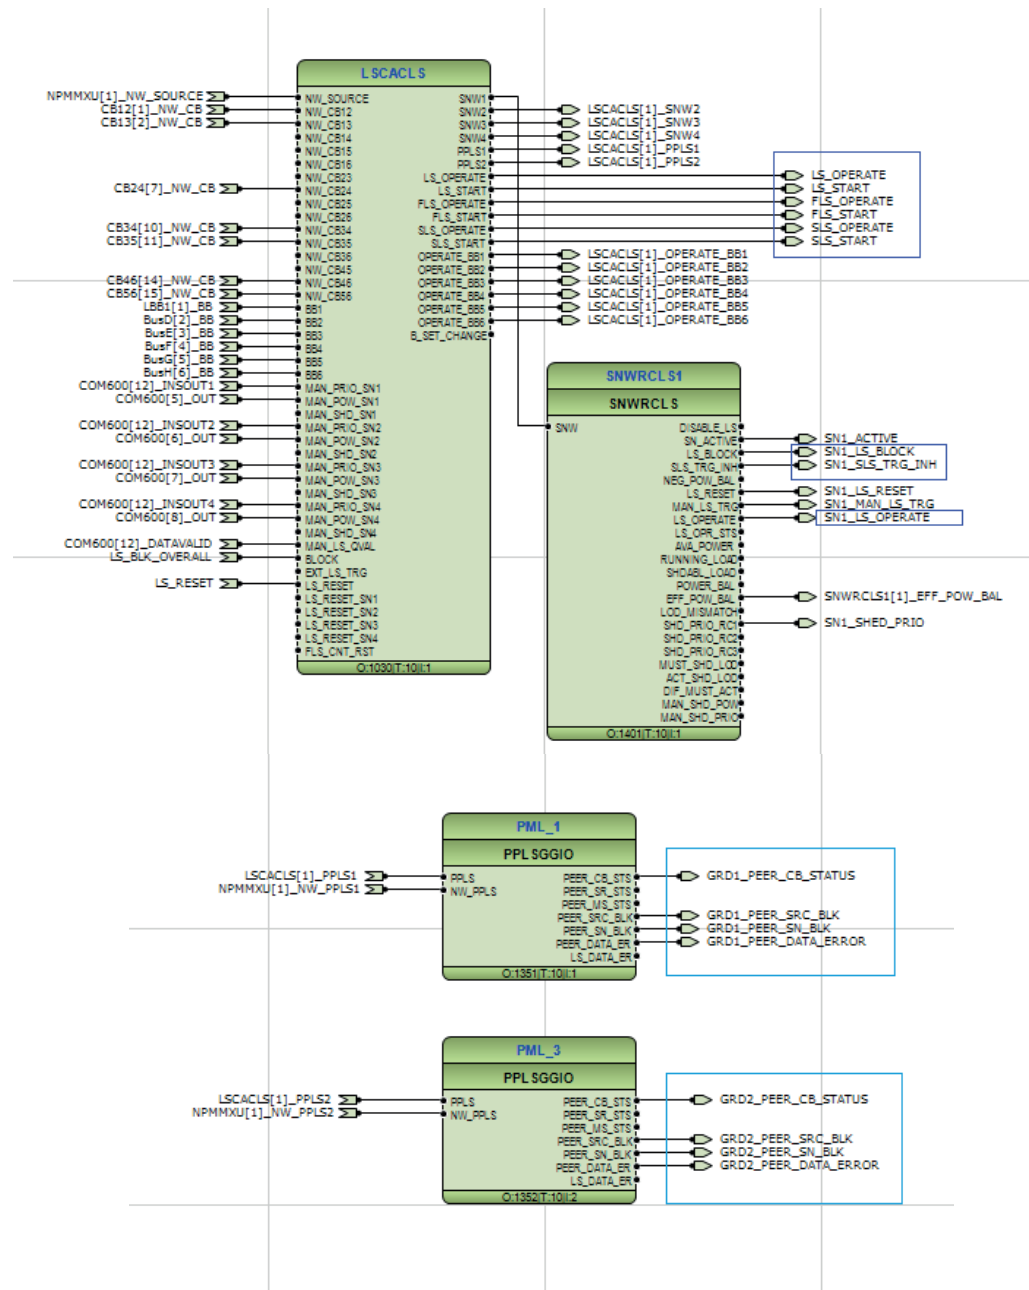 LSCACLS
NPMMXU[1]_NW_SOURCE
CB12[1]_NW_CB
CB13[2]_NW_CB
CB24[7]_NW_CB
CB34[10]_NW_CB
CB35[11]_NW_CB
CB46[14]_NW_CB
CB56[15]_NW_CB
LBB1[1]_BB
BusD[2]_BB
BusE[3]_BB
BusF[4]_BB
BusG[5]_BB
BusH[6]_BB
COM600[12]_INSOUT1
COM600[5]_OUT
COM600[12]_INSOUT2
COM600[6]_OUT
COM600[12]_INSOUT3
COM600[7]_OUT
COM600[12]_INSOUT4
COM600[8]_OUT
COM600[12]_DATAVALID
LS_BLK_OVERALL
LS_RESET
NW_SOURCE
NW_CB12
NW_CB13
NW_CB14
NW_CB15
NW_CB16
NW_CB23
NW_CB24
NW_CB25
NW_CB26
NW_CB34
NW_CB35
NW_CB36
NW_CB45
NW_CB46
NW_CB56
BB1
BB2
BB3
BB4
BB5
BB6
MAN_PRIO_SN1
MAN_POW_SN1
MAN_SHD_SN1
MAN_PRIO_SN2
MAN_POW_SN2
MAN_SHD_SN2
MAN_PRIO_SN3
MAN_POW_SN3
MAN_SHD_SN3
MAN_PRIO_SN4
MAN_POW_SN4
MAN_SHD_SN4
MAN_LS_QVAL
BLOCK
EXT_LS_TRG
LS_RESET
LS_RESET_SN1
LS_RESET_SN2
LS_RESET_SN3
LS_RESET_SN4
FLS_CNT_RST
SNW1
SNW2
SNW3
SNW4
PPLS1
PPLS2
LS_OPERATE
LS_START
FLS_OPERATE
FLS_START
SLS_OPERATE
SLS_START
OPERATE_BB1
OPERATE_BB2
OPERATE_BB3
OPERATE_BB4
OPERATE_BB5
OPERATE_BB6
B_SET_CHANGE
O:1030|T:10|I:1
LSCACLS[1]_SNW2
LSCACLS[1]_SNW3
LSCACLS[1]_SNW4
LSCACLS[1]_PPLS1
LSCACLS[1]_PPLS2
LS_OPERATE
LS_START
FLS_OPERATE
FLS_START
SLS_OPERATE
SLS_START
LSCACLS[1]_OPERATE_BB1
LSCACLS[1]_OPERATE_BB2
LSCACLS[1]_OPERATE_BB3
LSCACLS[1]_OPERATE_BB4
LSCACLS[1]_OPERATE_BB5
LSCACLS[1]_OPERATE_BB6
SNWRCLS1
SNWRCLS
SNW
DISABLE_LS
SN_ACTIVE
LS_BLOCK
SLS_TRG_INH
NEG_POW_BAL
LS_RESET
MAN_LS_TRG
LS_OPERATE
LS_OPR_STS
AVA_POWER
RUNNING_LOAD
SHDABL_LOAD
POWER_BAL
EFF_POW_BAL
LOD_MISMATCH
SHD_PRIO_RC1
SHD_PRIO_RC2
SHD_PRIO_RC3
MUST_SHD_LOD
ACT_SHD_LOD
DIF_MUST_ACT
MAN_SHD_POW
MAN_SHD_PRIO
O:1401|T:10|I:1
SN1_ACTIVE
SN1_LS_BLOCK
SN1_SLS_TRG_INH
SN1_LS_RESET
SN1_MAN_LS_TRG
SN1_LS_OPERATE
SNWRCLS1[1]_EFF_POW_BAL
SN1_SHED_PRIO
PML_1
PPLSGGIO
LSCACLS[1]_PPLS1
NPMMXU[1]_NW_PPLS1
PPLS
NW_PPLS
PEER_CB_STS
PEER_SR_STS
PEER_MS_STS
PEER_SRC_BLK
PEER_SN_BLK
PEER_DATA_ER
LS_DATA_ER
O:1351|T:10|I:1
GRD1_PEER_CB_STATUS
GRD1_PEER_SRC_BLK
GRD1_PEER_SN_BLK
GRD1_PEER_DATA_ERROR
PML_3
PPLSGGIO
LSCACLS[1]_PPLS2
NPMMXU[1]_NW_PPLS2
PPLS
NW_PPLS
PEER_CB_STS
PEER_SR_STS
PEER_MS_STS
PEER_SRC_BLK
PEER_SN_BLK
PEER_DATA_ER
LS_DATA_ER
O:1352|T:10|I:2
GRD2_PEER_CB_STATUS
GRD2_PEER_SRC_BLK
GRD2_PEER_SN_BLK
GRD2_PEER_DATA_ERROR